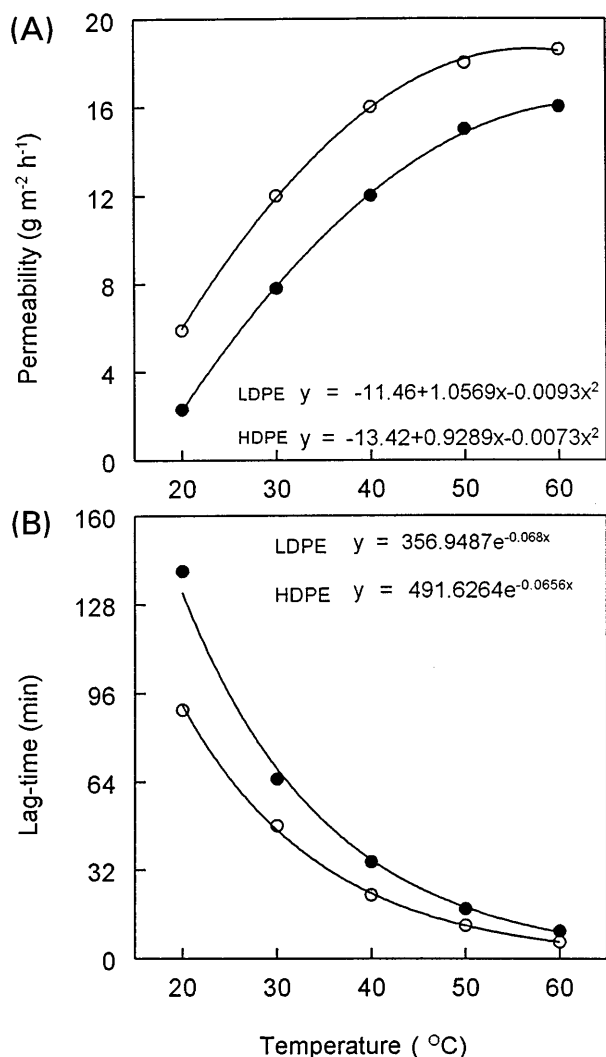 (A)
20
16
12
8
4
0
Permeability (g m⁻² h⁻¹)
LDPE y = -11.46+1.0569x-0.0093x²
HDPE y = -13.42+0.9289x-0.0073x²
20 30 40 50 60
(B)
160
128
96
64
32
0
Lag-time (min)
LDPE y = 356.9487e⁻⁰·⁰⁶⁸ˣ
HDPE y = 491.6264e⁻⁰·⁰⁶⁵⁶ˣ
20 30 40 50 60
Temperature ( °C)